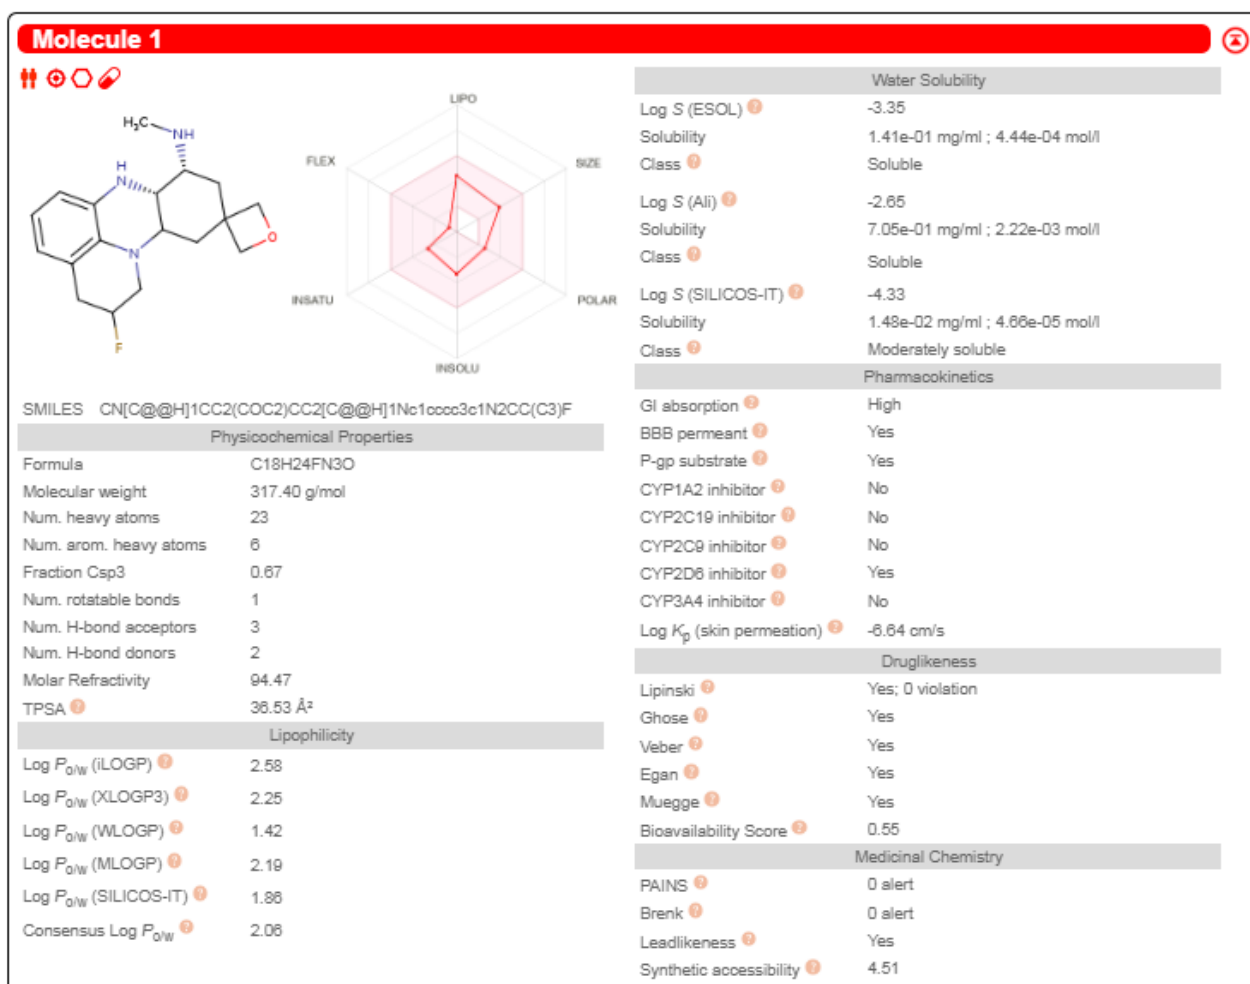 Molecule 1
H₃C
NH
H
N
N
O
F
LIPO
FLEX
SIZE
INSATU
POLAR
INSOLU
SMILES CN[C@@H]1CC2(COC2)CC2[C@@H]1Nc1cccc3c1N2CC(C3)F
Physicochemical Properties
Formula C18H24FN3O
Molecular weight 317.40 g/mol
Num. heavy atoms 23
Num. arom. heavy atoms 6
Fraction Csp3 0.67
Num. rotatable bonds 1
Num. H-bond acceptors 3
Num. H-bond donors 2
Molar Refractivity 94.47
TPSA ? 36.53 Å²
Lipophilicity
Log Po/w (iLOGP) ? 2.58
Log Po/w (XLOGP3) ? 2.25
Log Po/w (WLOGP) ? 1.42
Log Po/w (MLOGP) ? 2.19
Log Po/w (SILICOS-IT) ? 1.86
Consensus Log Po/w ? 2.06
Water Solubility
Log S (ESOL) ? -3.35
Solubility 1.41e-01 mg/ml ; 4.44e-04 mol/l
Class ? Soluble
Log S (Ali) ? -2.65
Solubility 7.05e-01 mg/ml ; 2.22e-03 mol/l
Class ? Soluble
Log S (SILICOS-IT) ? -4.33
Solubility 1.48e-02 mg/ml ; 4.66e-05 mol/l
Class ? Moderately soluble
Pharmacokinetics
GI absorption ? High
BBB permeant ? Yes
P-gp substrate ? Yes
CYP1A2 inhibitor ? No
CYP2C19 inhibitor ? No
CYP2C9 inhibitor ? No
CYP2D6 inhibitor ? Yes
CYP3A4 inhibitor ? No
Log Kp (skin permeation) ? -6.64 cm/s
Druglikeness
Lipinski ? Yes; 0 violation
Ghose ? Yes
Veber ? Yes
Egan ? Yes
Muegge ? Yes
Bioavailability Score ? 0.55
Medicinal Chemistry
PAINS ? 0 alert
Brenk ? 0 alert
Leadlikeness ? Yes
Synthetic accessibility ? 4.51